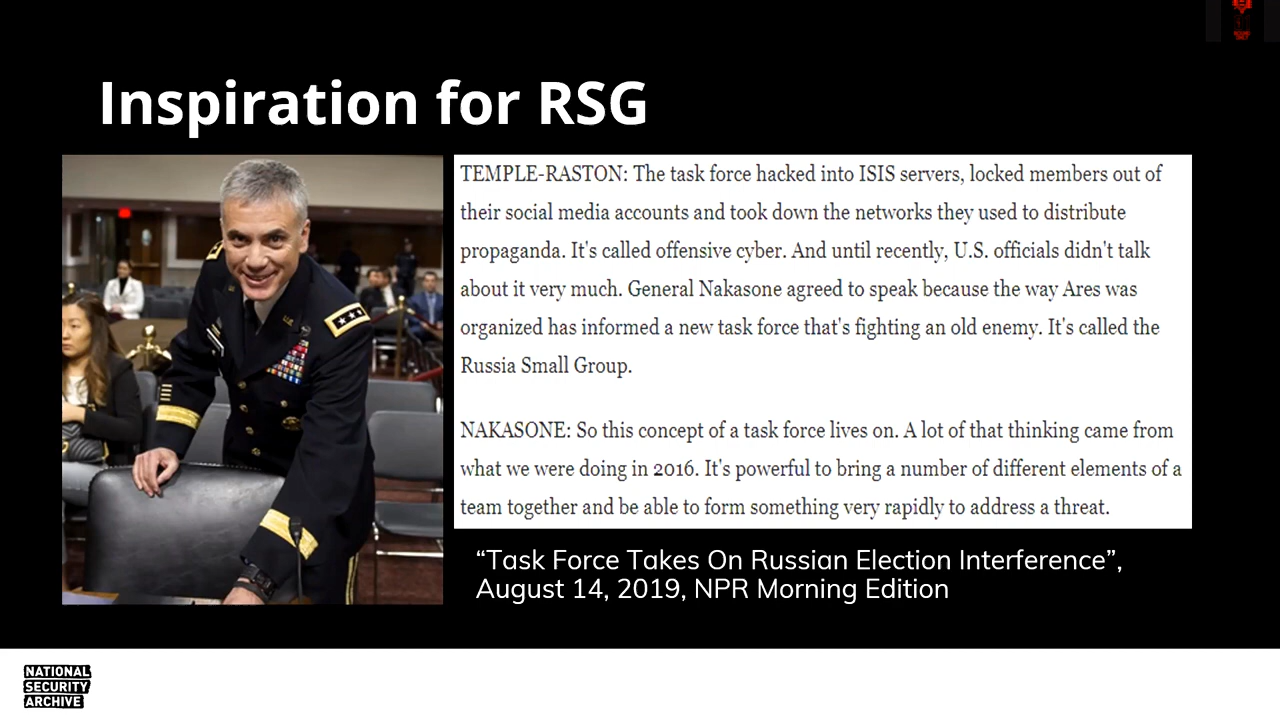 Inspiration for RSG
TEMPLE-RASTON: The task force hacked into ISIS servers, locked members out of
their social media accounts and took down the networks they used to distribute
propaganda. It's called offensive cyber. And until recently, U.S. officials didn't talk
about it very much. General Nakasone agreed to speak because the way Ares was
organized has informed a new task force that's fighting an old enemy. It's called the
Russia Small Group.
NAKASONE: So this concept of a task force lives on. A lot of that thinking came from
what we were doing in 2016. It's powerful to bring a number of different elements of a
team together and be able to form something very rapidly to address a threat.
“Task Force Takes On Russian Election Interference”,
August 14, 2019, NPR Morning Edition
NATIONAL
SECURITY
ARCHIVE